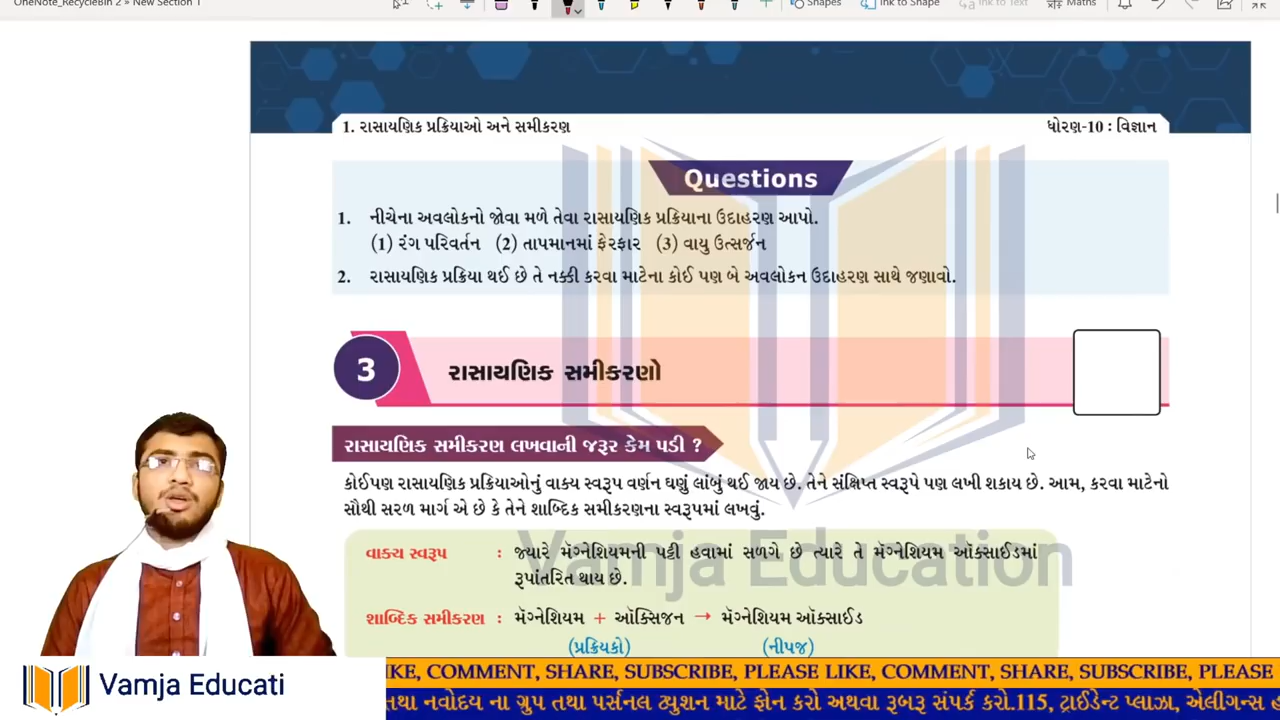 OneNote_RecycleBin 2 » New Section 1
Shapes
Ink to Shape
Ink to Text
Maths
1. રાસાયણિક પ્રક્રિયાઓ અને સમીકરણ
ધોરણ-10 : વિજ્ઞાન
Questions
1. નીચેના અવલોકનો જોવા મળે તેવા રાસાયણિક પ્રક્રિયાના ઉદાહરણ આપો.
(1) રંગ પરિવર્તન (2) તાપમાનમાં ફેરફાર (3) વાયુ ઉત્સર્જન
2. રાસાયણિક પ્રક્રિયા થઈ છે તે નક્કી કરવા માટેના કોઈ પણ બે અવલોકન ઉદાહરણ સાથે જણાવો.
3 રાસાયણિક સમીકરણો
રાસાયણિક સમીકરણ લખવાની જરૂર કેમ પડી ?
કોઈપણ રાસાયણિક પ્રક્રિયાઓનું વાક્ય સ્વરૂપ વર્ણન ઘણું લાંબું થઈ જાય છે. તેને સંક્ષિપ્ત સ્વરૂપે પણ લખી શકાય છે. આમ, કરવા માટેનો
સૌથી સરળ માર્ગ એ છે કે તેને શાબ્દિક સમીકરણના સ્વરૂપમાં લખવું.
વાક્ય સ્વરૂપ : જ્યારે મૅગ્નેશિયમની પટ્ટી હવામાં સળગે છે ત્યારે તે મૅગ્નેશિયમ ઑક્સાઈડમાં
રૂપાંતરિત થાય છે.
Vamja Education
શાબ્દિક સમીકરણ : મૅગ્નેશિયમ + ઑક્સિજન → મૅગ્નેશિયમ ઑક્સાઈડ
(પ્રક્રિયકો) (નીપજ)
Vamja Educati
IKE, COMMENT, SHARE, SUBSCRIBE, PLEASE LIKE, COMMENT, SHARE, SUBSCRIBE, PLEASE
તથા નવોદય ના ગ્રુપ તથા પર્સનલ ટ્યુશન માટે ફોન કરો અથવા રૂબરૂ સંપર્ક કરો.115, ટ્રાઈડેન્ટ પ્લાઝા, એલીગન્સ